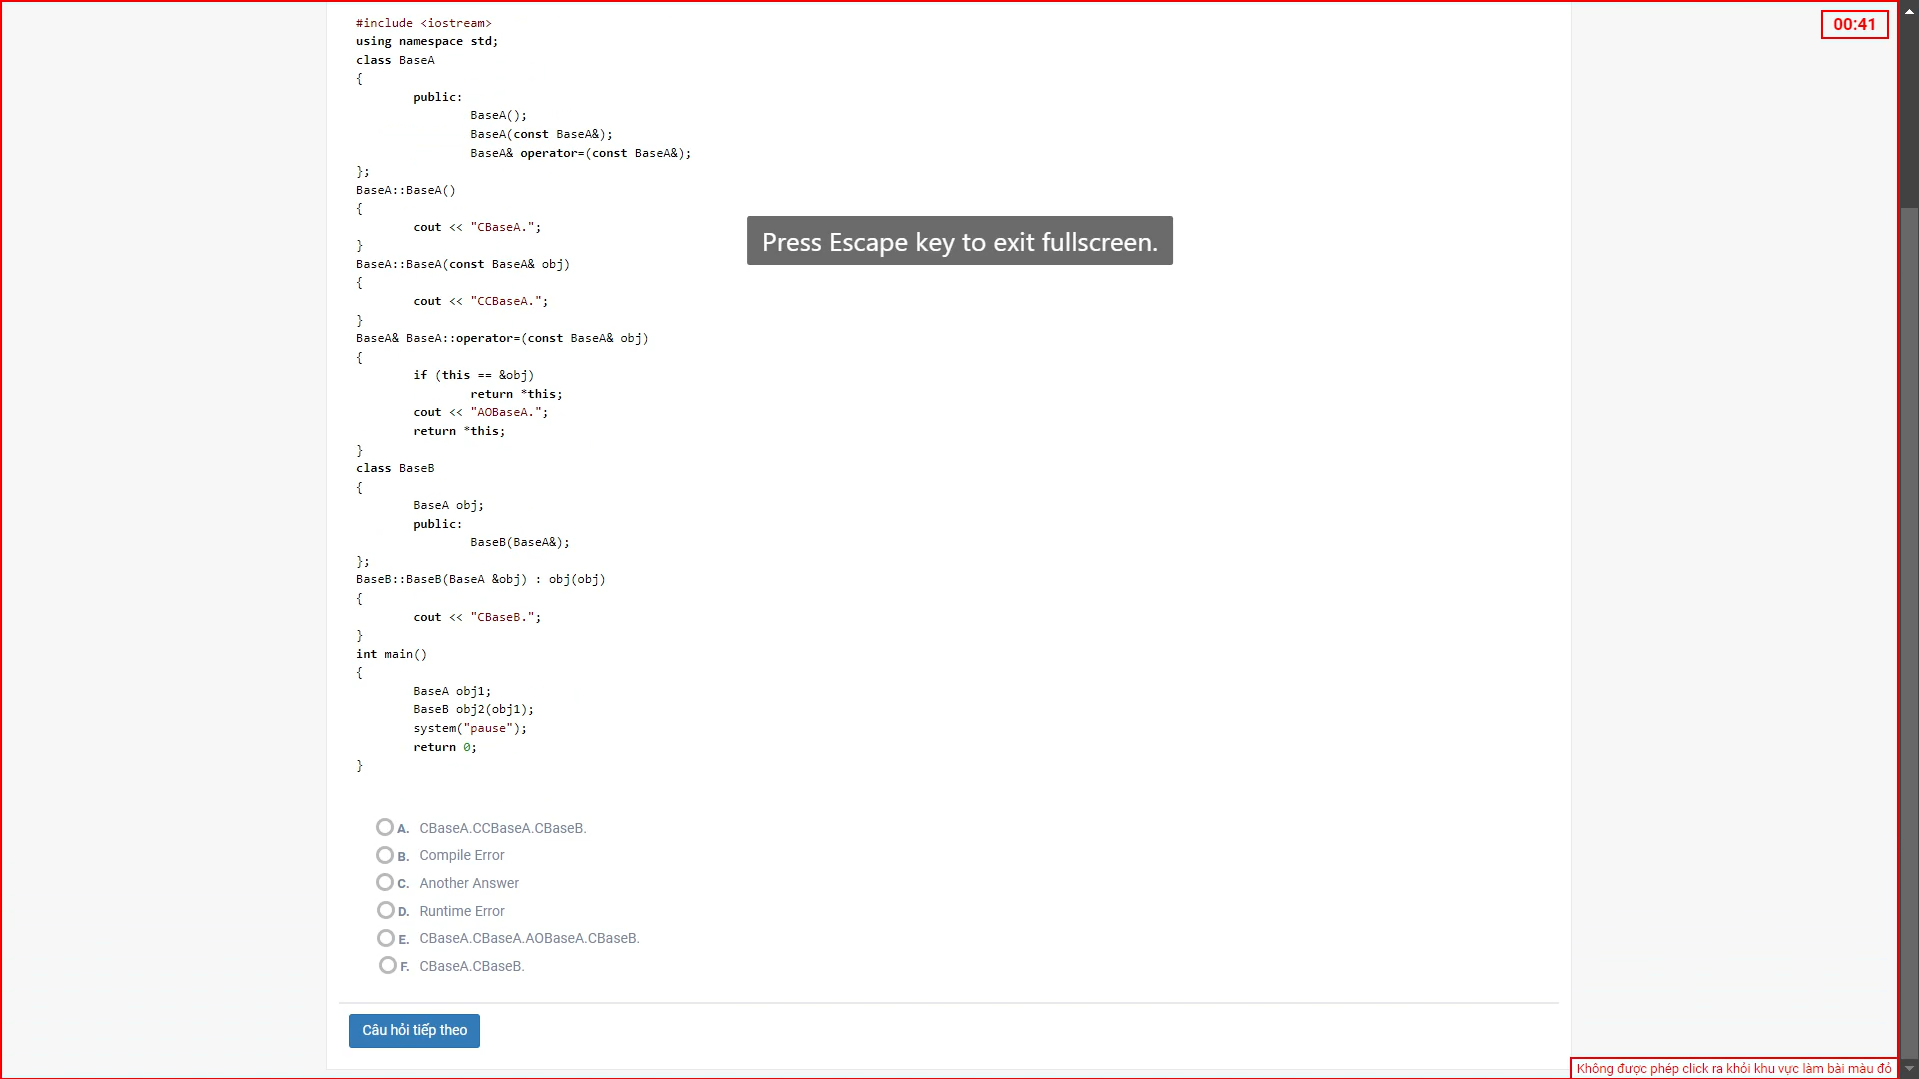 00:41
#include <iostream>
using namespace std;
class BaseA
{
public:
BaseA();
BaseA(const BaseA&);
BaseA& operator=(const BaseA&);
};
BaseA::BaseA()
{
cout << "CBaseA.";
}
Press Escape key to exit fullscreen.
BaseA::BaseA(const BaseA& obj)
{
cout << "CCBaseA.";
}
BaseA& BaseA::operator=(const BaseA& obj)
{
if (this == &obj)
return *this;
cout << "AOBaseA.";
return *this;
}
class BaseB
{
BaseA obj;
public:
BaseB(BaseA&);
};
BaseB::BaseB(BaseA &obj) : obj(obj)
{
cout << "CBaseB.";
}
int main()
{
BaseA obj1;
BaseB obj2(obj1);
system("pause");
return 0;
}
A. CBaseA.CCBaseA.CBaseB.
B. Compile Error
C. Another Answer
D. Runtime Error
E. CBaseA.CBaseA.AOBaseA.CBaseB.
F. CBaseA.CBaseB.
Câu hỏi tiếp theo
Không được phép click ra khỏi khu vực làm bài màu đỏ